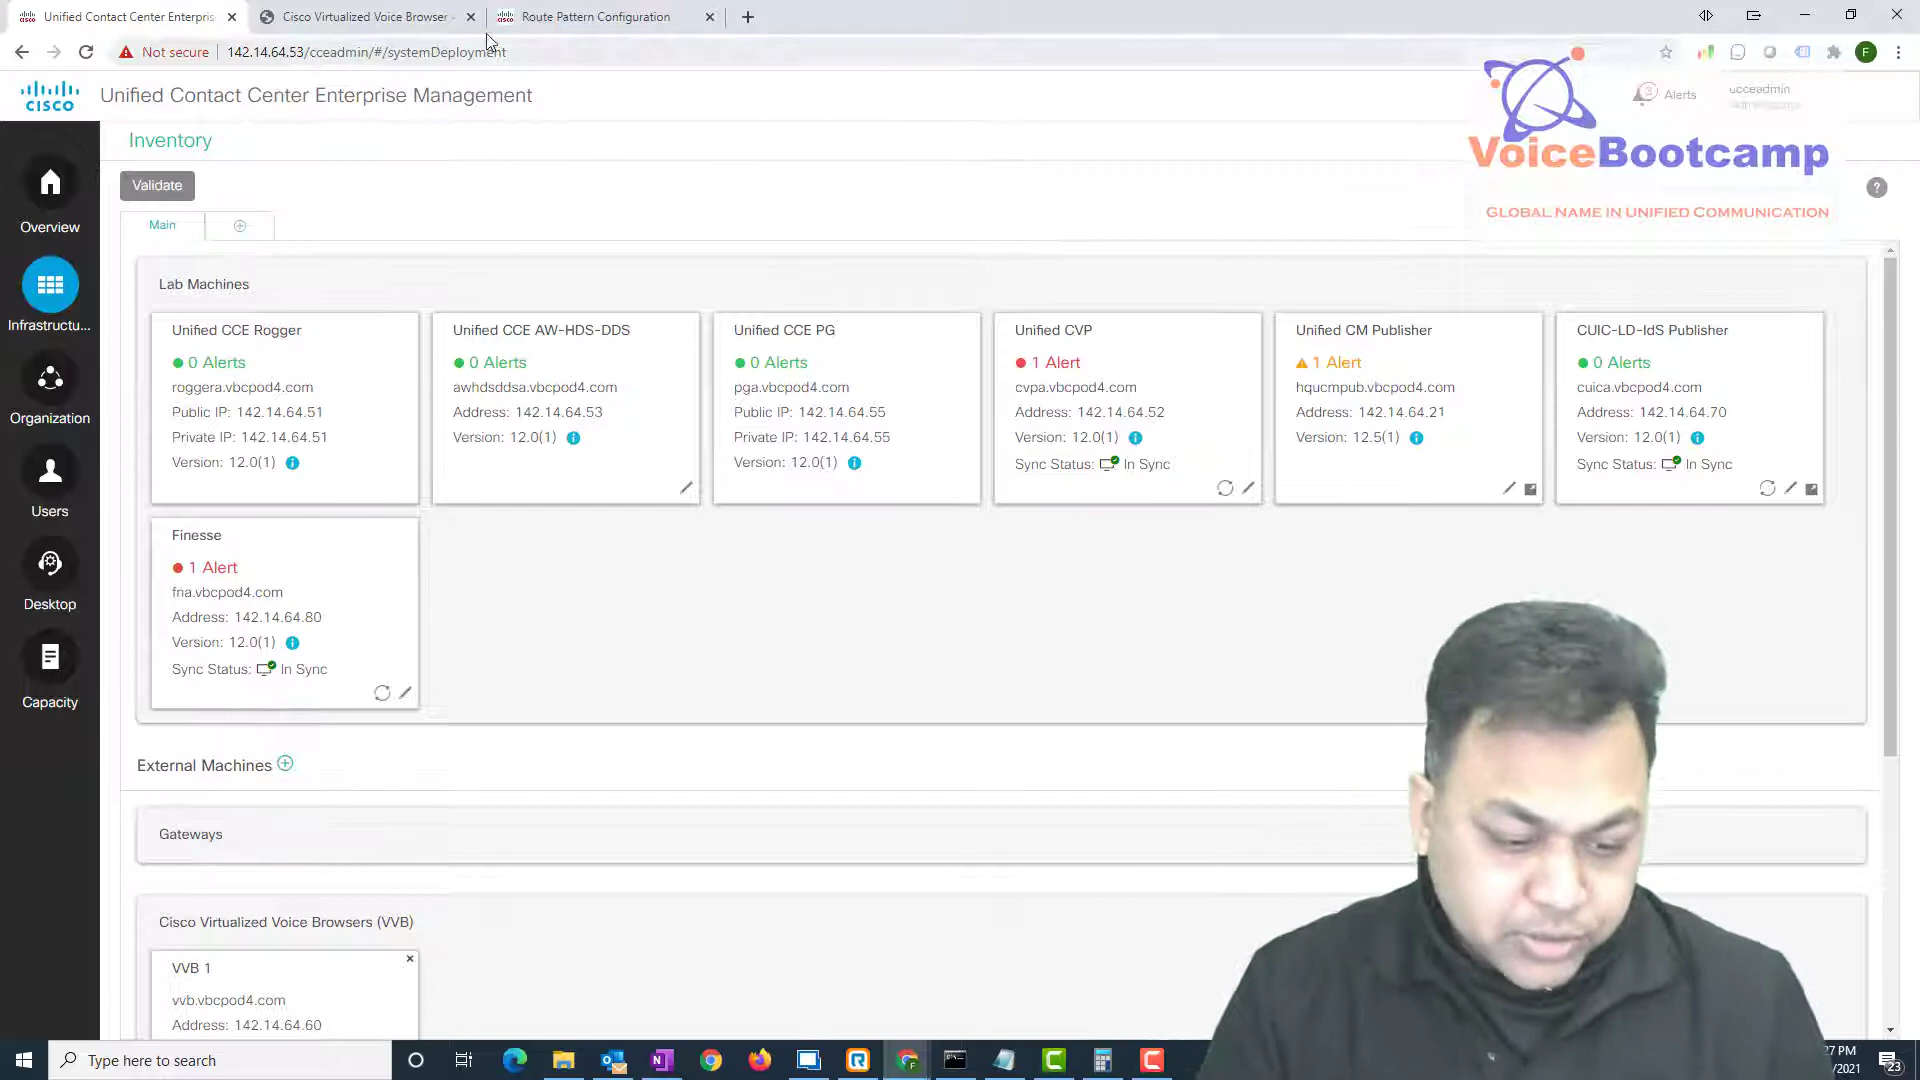 Unified Contact Center Enterpris
Cisco Virtualized Voice Browser
Route Pattern Configuration
Not secure
142.14.64.53/cceadmin/#/systemDeployment
F
CISCO
Unified Contact Center Enterprise Management
3
Alerts
ucceadmin
VoiceBootcamp
GLOBAL NAME IN UNIFIED COMMUNICATION
Inventory
Validate
?
Main
Overview
Infrastructu...
Organization
Users
Desktop
Capacity
Lab Machines
Unified CCE Rogger
0 Alerts
roggera.vbcpod4.com
Public IP: 142.14.64.51
Private IP: 142.14.64.51
Version: 12.0(1)
Unified CCE AW-HDS-DDS
0 Alerts
awhdsddsa.vbcpod4.com
Address: 142.14.64.53
Version: 12.0(1)
Unified CCE PG
0 Alerts
pga.vbcpod4.com
Public IP: 142.14.64.55
Private IP: 142.14.64.55
Version: 12.0(1)
Unified CVP
1 Alert
cvpa.vbcpod4.com
Address: 142.14.64.52
Version: 12.0(1)
Sync Status: In Sync
Unified CM Publisher
1 Alert
hqucmpub.vbcpod4.com
Address: 142.14.64.21
Version: 12.5(1)
CUIC-LD-IdS Publisher
0 Alerts
cuica.vbcpod4.com
Address: 142.14.64.70
Version: 12.0(1)
Sync Status: In Sync
Finesse
1 Alert
fna.vbcpod4.com
Address: 142.14.64.80
Version: 12.0(1)
Sync Status: In Sync
External Machines
Gateways
Cisco Virtualized Voice Browsers (VVB)
VVB 1
vvb.vbcpod4.com
Address: 142.14.64.60
Type here to search
27 PM
/2021
23